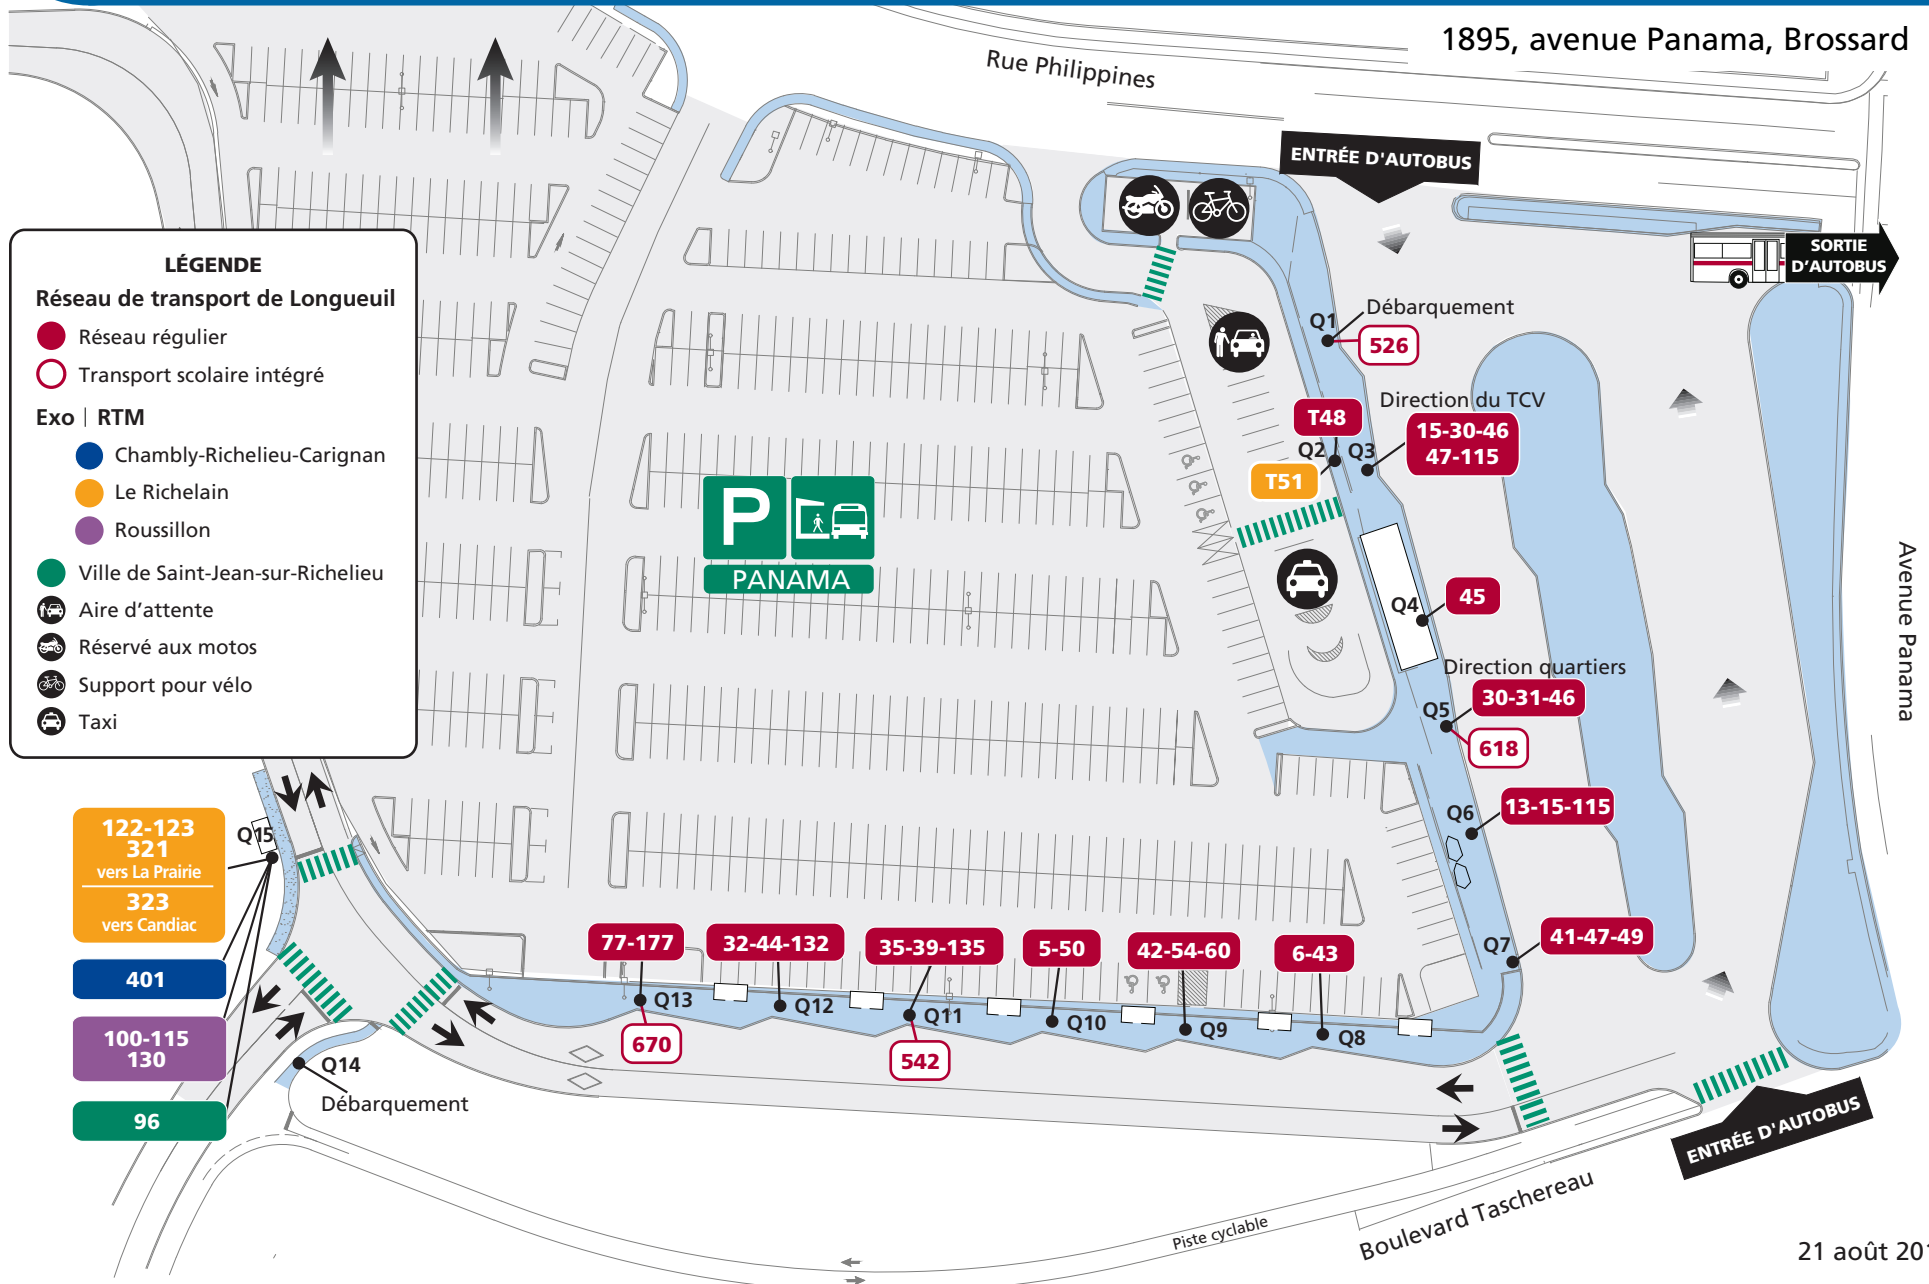 1895, avenue Panama, Brossard
Rue Philippines
ENTRÉE D'AUTOBUS
SORTIE
D'AUTOBUS
LÉGENDE
Réseau de transport de Longueuil
Réseau régulier
Transport scolaire intégré
Exo | RTM
Chambly-Richelieu-Carignan
Le Richelain
Roussillon
Ville de Saint-Jean-sur-Richelieu
Aire d'attente
Réservé aux motos
Support pour vélo
Taxi
Débarquement
Q1
526
Direction du TCV
T48
15-30-46
47-115
Q2
Q3
T51
P
PANAMA
Q4
45
Avenue Panama
Direction quartiers
30-31-46
Q5
618
Q6
13-15-115
Q7
41-47-49
122-123
321
vers La Prairie
323
vers Candiac
Q15
401
100-115
130
96
77-177
32-44-132
35-39-135
5-50
42-54-60
6-43
Q13
Q12
Q11
Q10
Q9
Q8
670
542
Q14
Débarquement
ENTRÉE D'AUTOBUS
Piste cyclable
Boulevard Taschereau
21 août